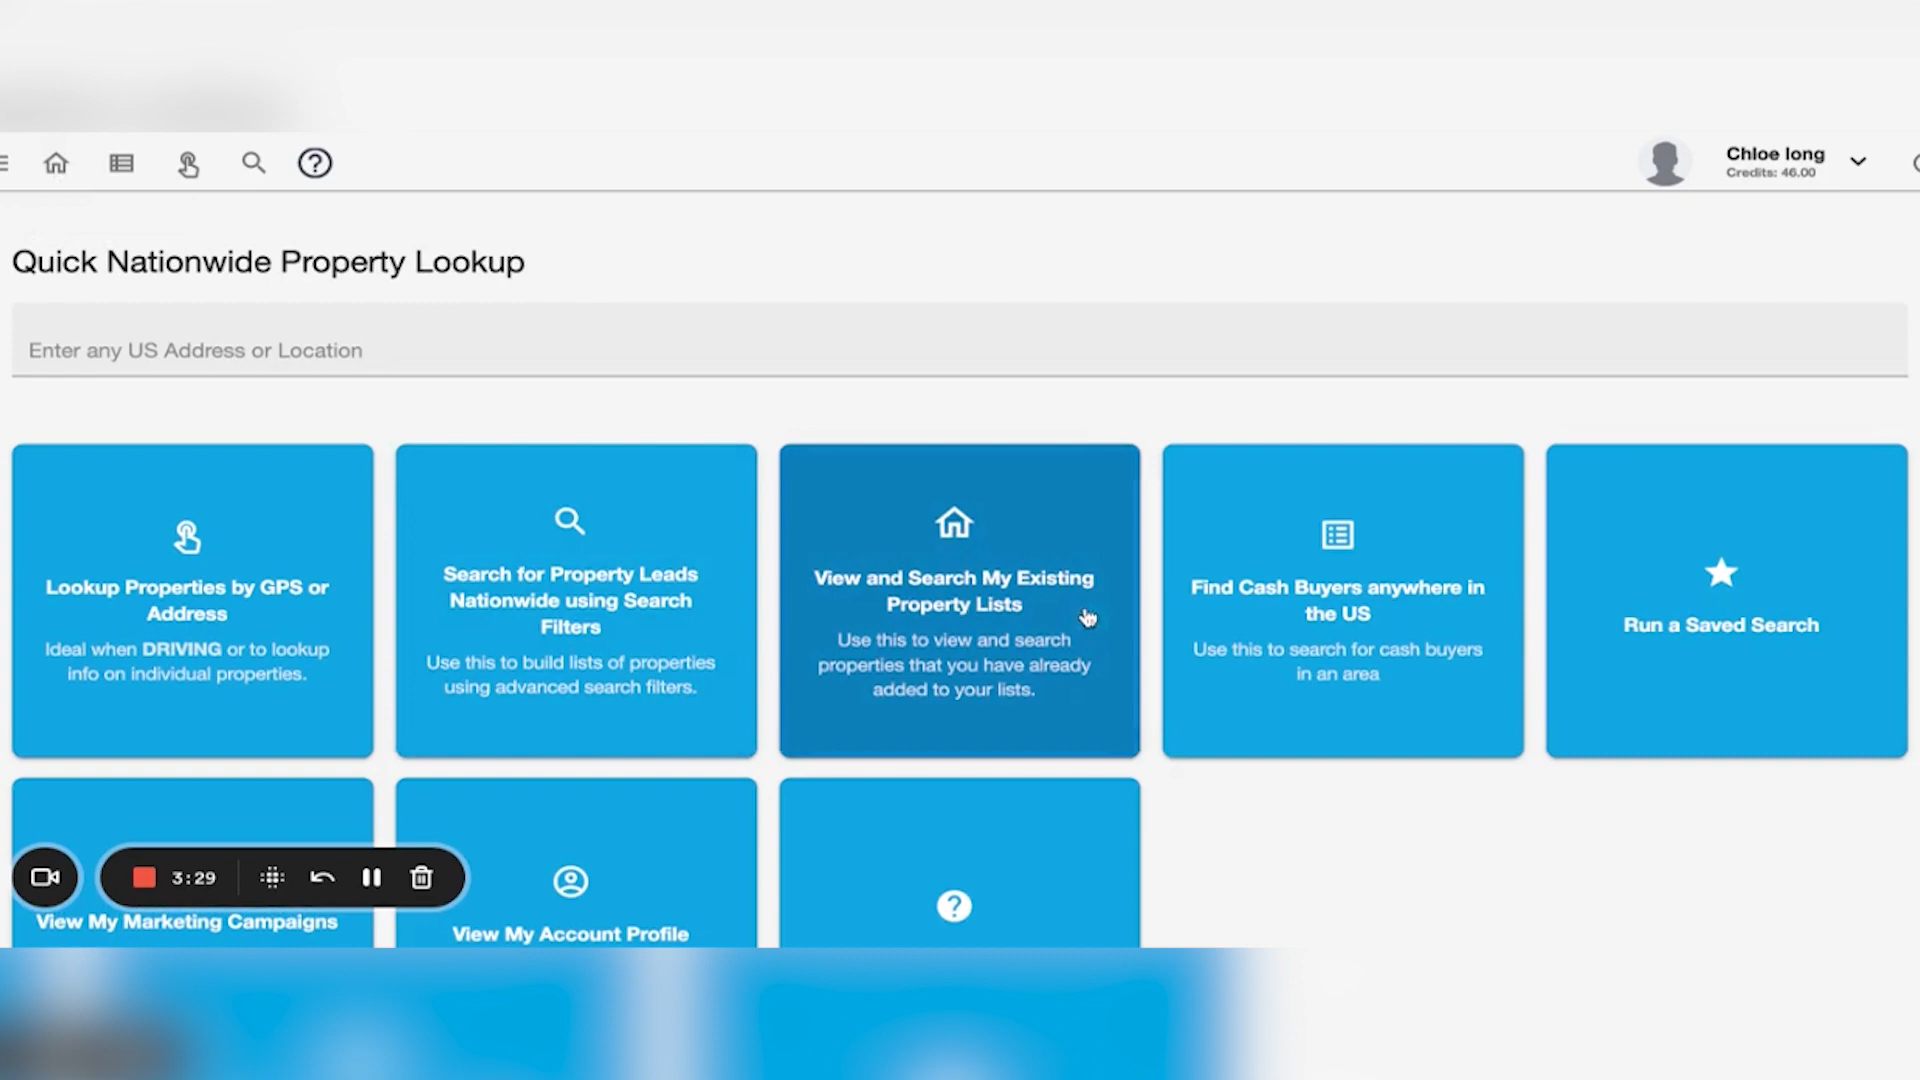 Chloe long
Credits: 46.00
Quick Nationwide Property Lookup
Enter any US Address or Location
Lookup Properties by GPS or
Address
Ideal when DRIVING or to lookup
info on individual properties.
Search for Property Leads
Nationwide using Search
Filters
Use this to build lists of properties
using advanced search filters.
View and Search My Existing
Property Lists
Use this to view and search
properties that you have already
added to your lists.
Find Cash Buyers anywhere in
the US
Use this to search for cash buyers
in an area
Run a Saved Search
3:29
View My Marketing Campaigns
View My Account Profile